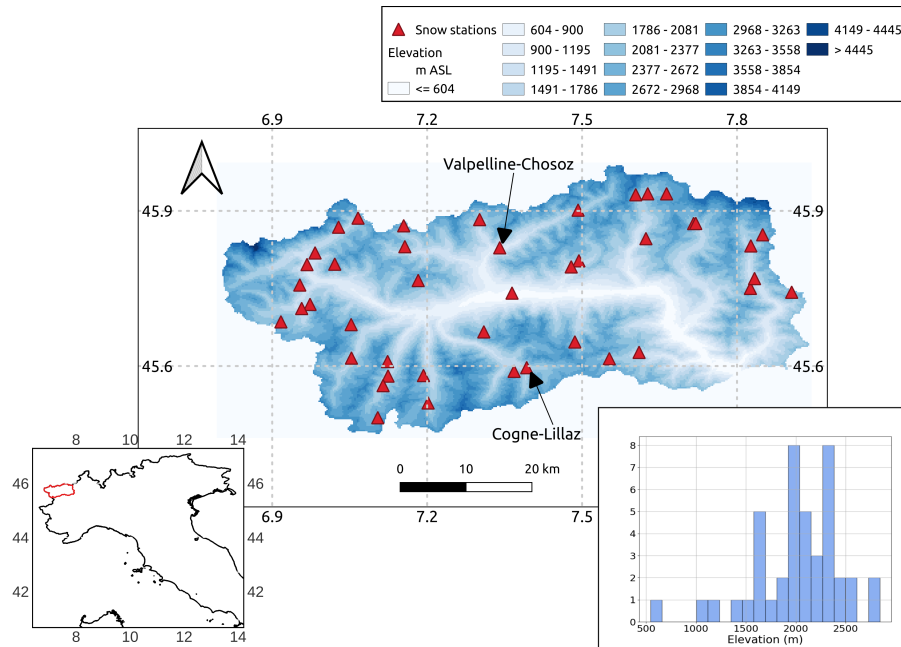 Snow stations
Elevation
m ASL
<= 604
604 - 900
900 - 1195
1195 - 1491
1491 - 1786
1786 - 2081
2081 - 2377
2377 - 2672
2672 - 2968
2968 - 3263
3263 - 3558
3558 - 3854
3854 - 4149
4149 - 4445
> 4445
6.9 7.2 7.5 7.8
Valpelline-Chosoz
45.9 45.9
45.6 45.6
Cogne-Lillaz
0 10 20 km
6.9 7.2 7.5
8 10 12 14
46 46
44 44
42 42
8 10 12 14
8
7
6
5
4
3
2
1
0
500 1000 1500 2000 2500
Elevation (m)